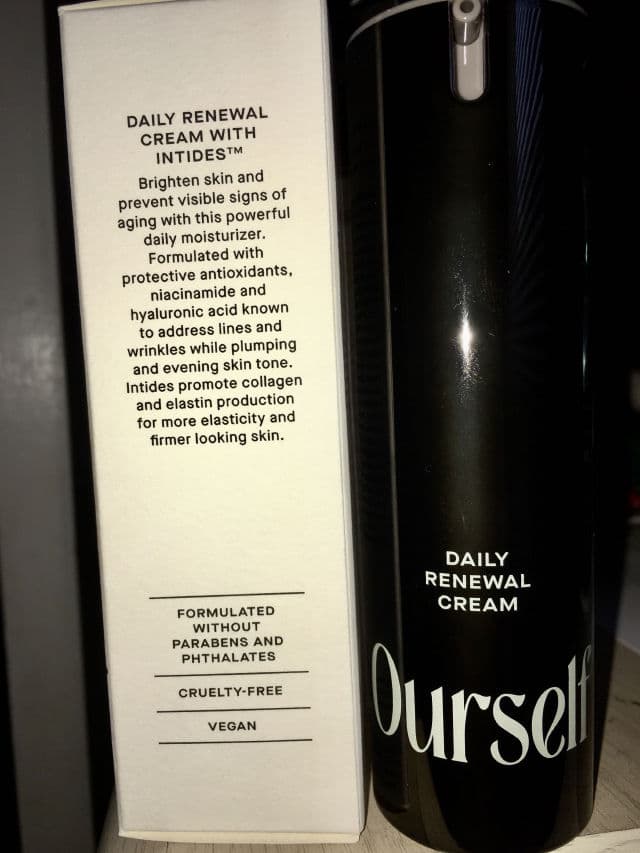 DAILY RENEWAL
CREAM WITH
INTIDES™
Brighten skin and
prevent visible signs of
aging with this powerful
daily moisturizer.
Formulated with
protective antioxidants,
niacinamide and
hyaluronic acid known
to address lines and
wrinkles while plumping
and evening skin tone.
Intides promote collagen
and elastin production
for more elasticity and
firmer looking skin.
FORMULATED
WITHOUT
PARABENS AND
PHTHALATES
CRUELTY-FREE
VEGAN
DAILY
RENEWAL
CREAM
Ourself